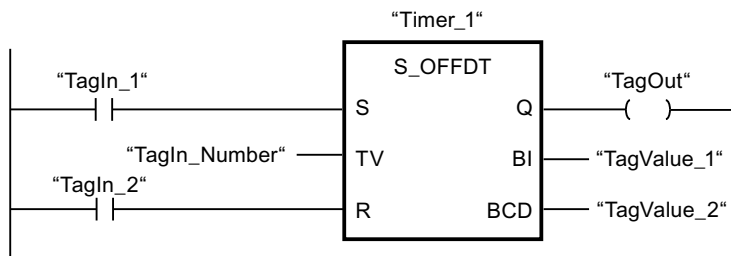 “Timer_1“
S_OFFDT
“TagIn_1“
“TagOut“
S
Q
“TagIn_Number“
TV
BI
“TagValue_1“
“TagIn_2“
R
BCD
“TagValue_2“